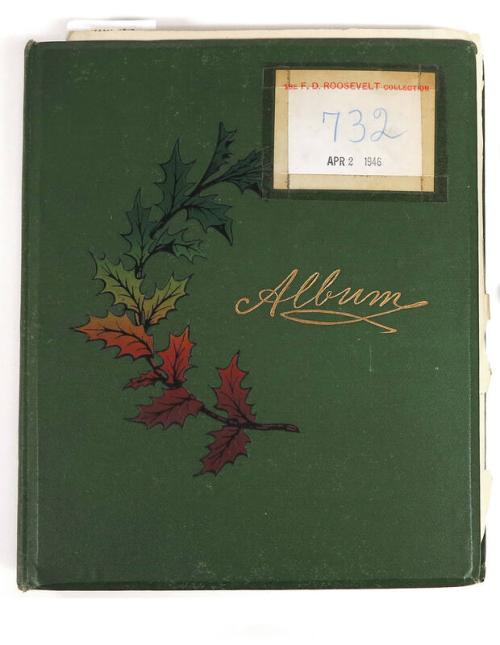 THE F. D. ROOSEVELT COLLECTION
732
APR 2 1946
Album